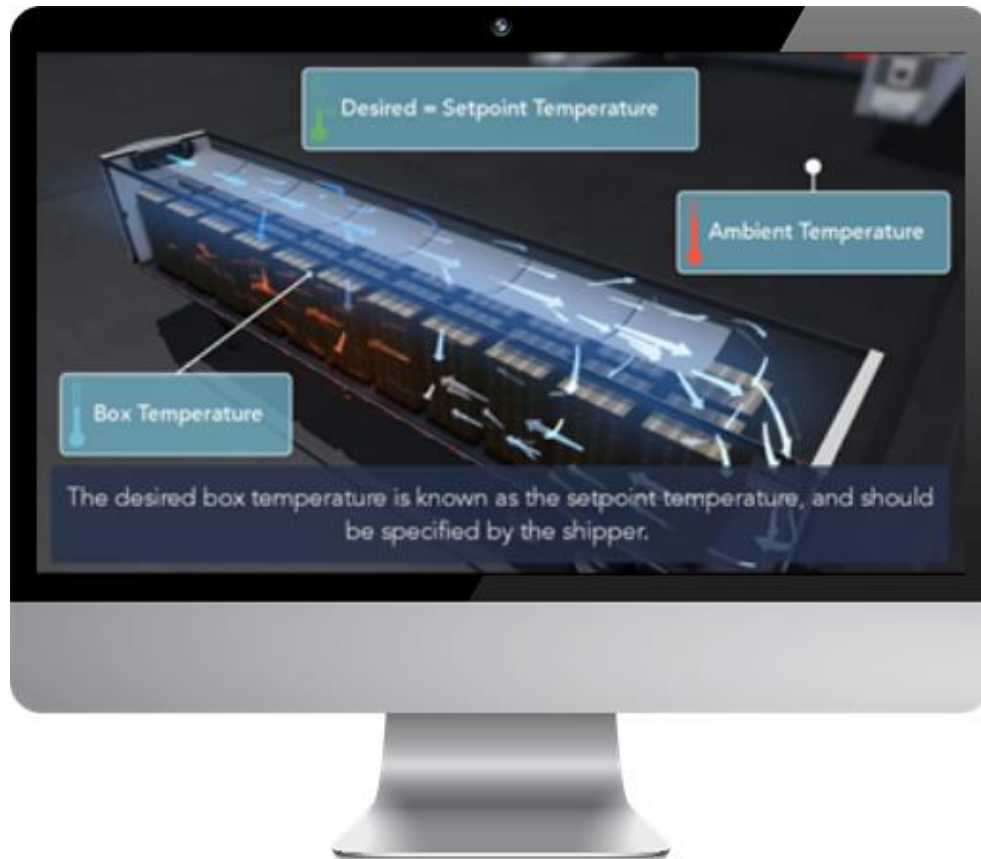 Desired = Setpoint Temperature
Ambient Temperature
Box Temperature
The desired box temperature is known as the setpoint temperature, and should
be specified by the shipper.